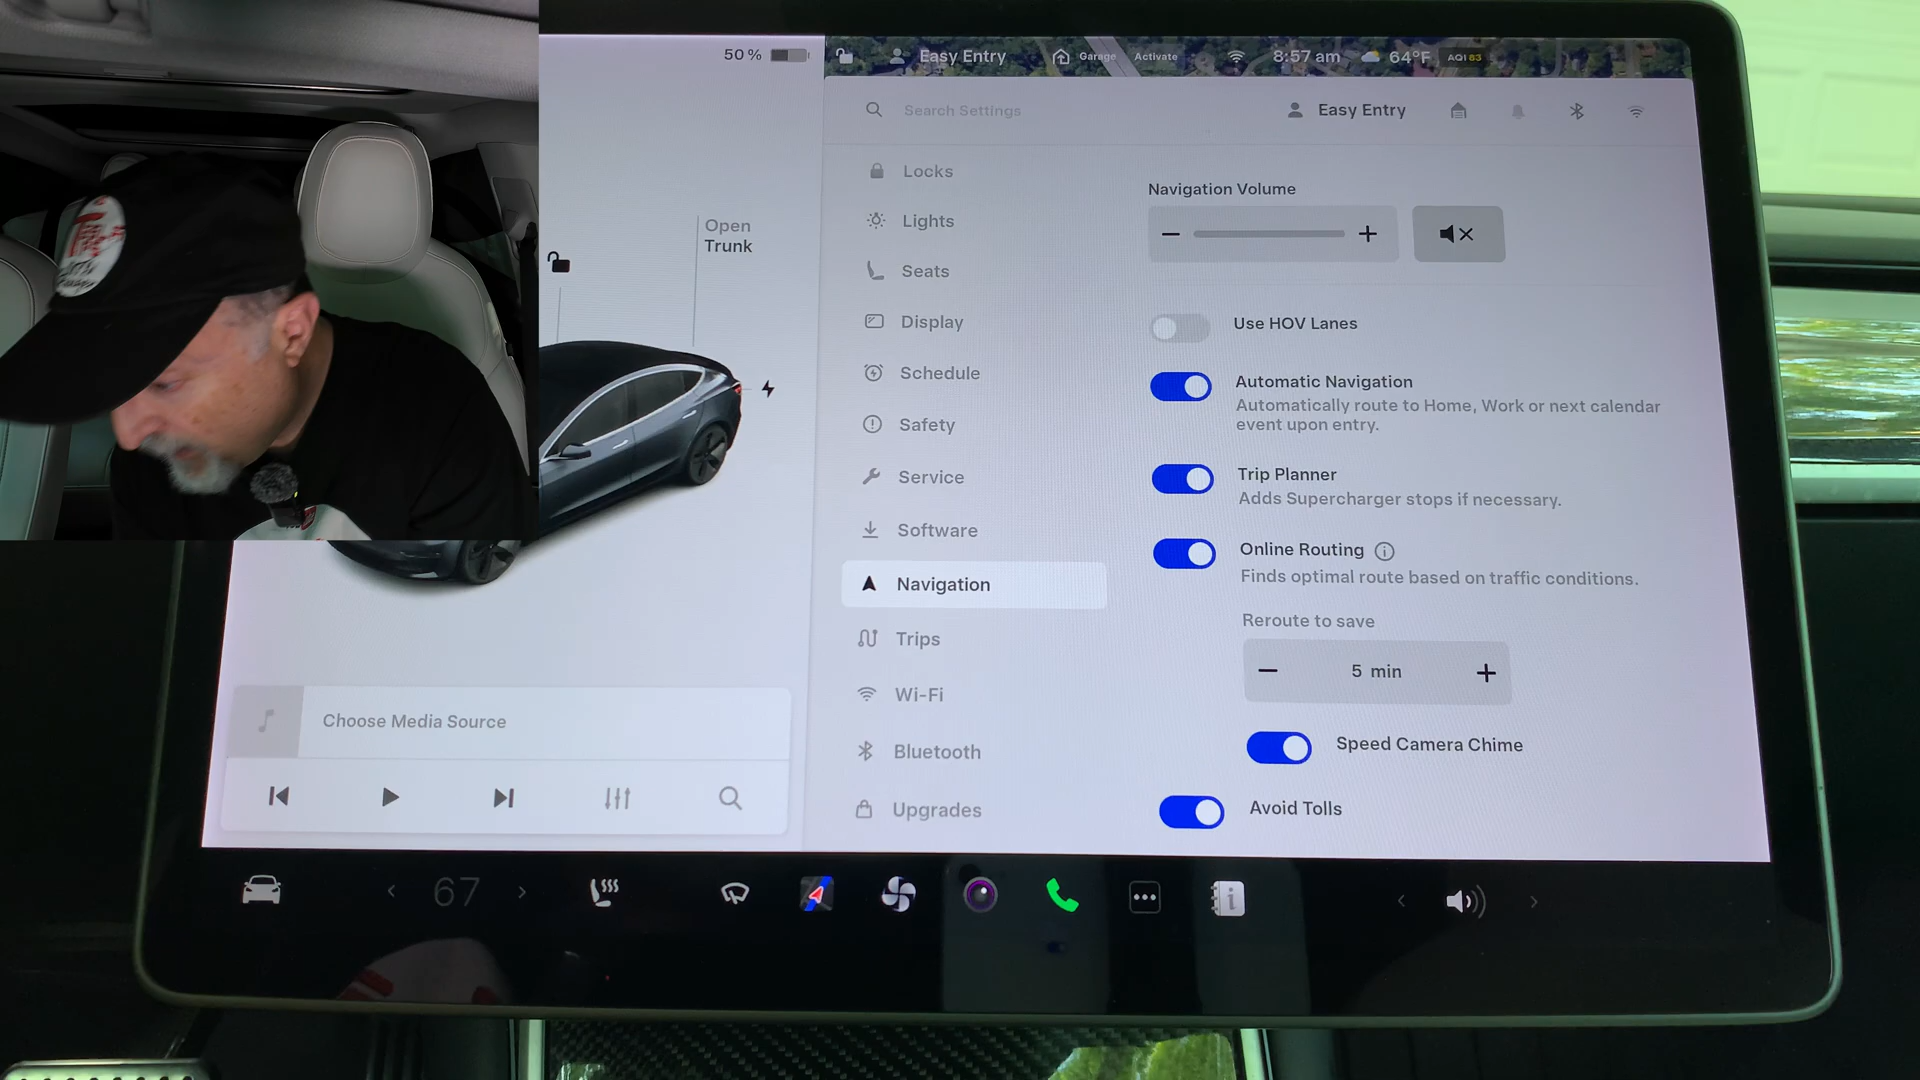 50 %
Easy Entry
Garage
Activate
8:57 am
64°F
AQI 83
Search Settings
Easy Entry
Open
Trunk
Locks
Lights
Seats
Display
Schedule
Safety
Service
Software
Navigation
Trips
Wi-Fi
Bluetooth
Upgrades
Navigation Volume
Use HOV Lanes
Automatic Navigation
Automatically route to Home, Work or next calendar
event upon entry.
Trip Planner
Adds Supercharger stops if necessary.
Online Routing
Finds optimal route based on traffic conditions.
Reroute to save
5 min
Speed Camera Chime
Avoid Tolls
Choose Media Source
67